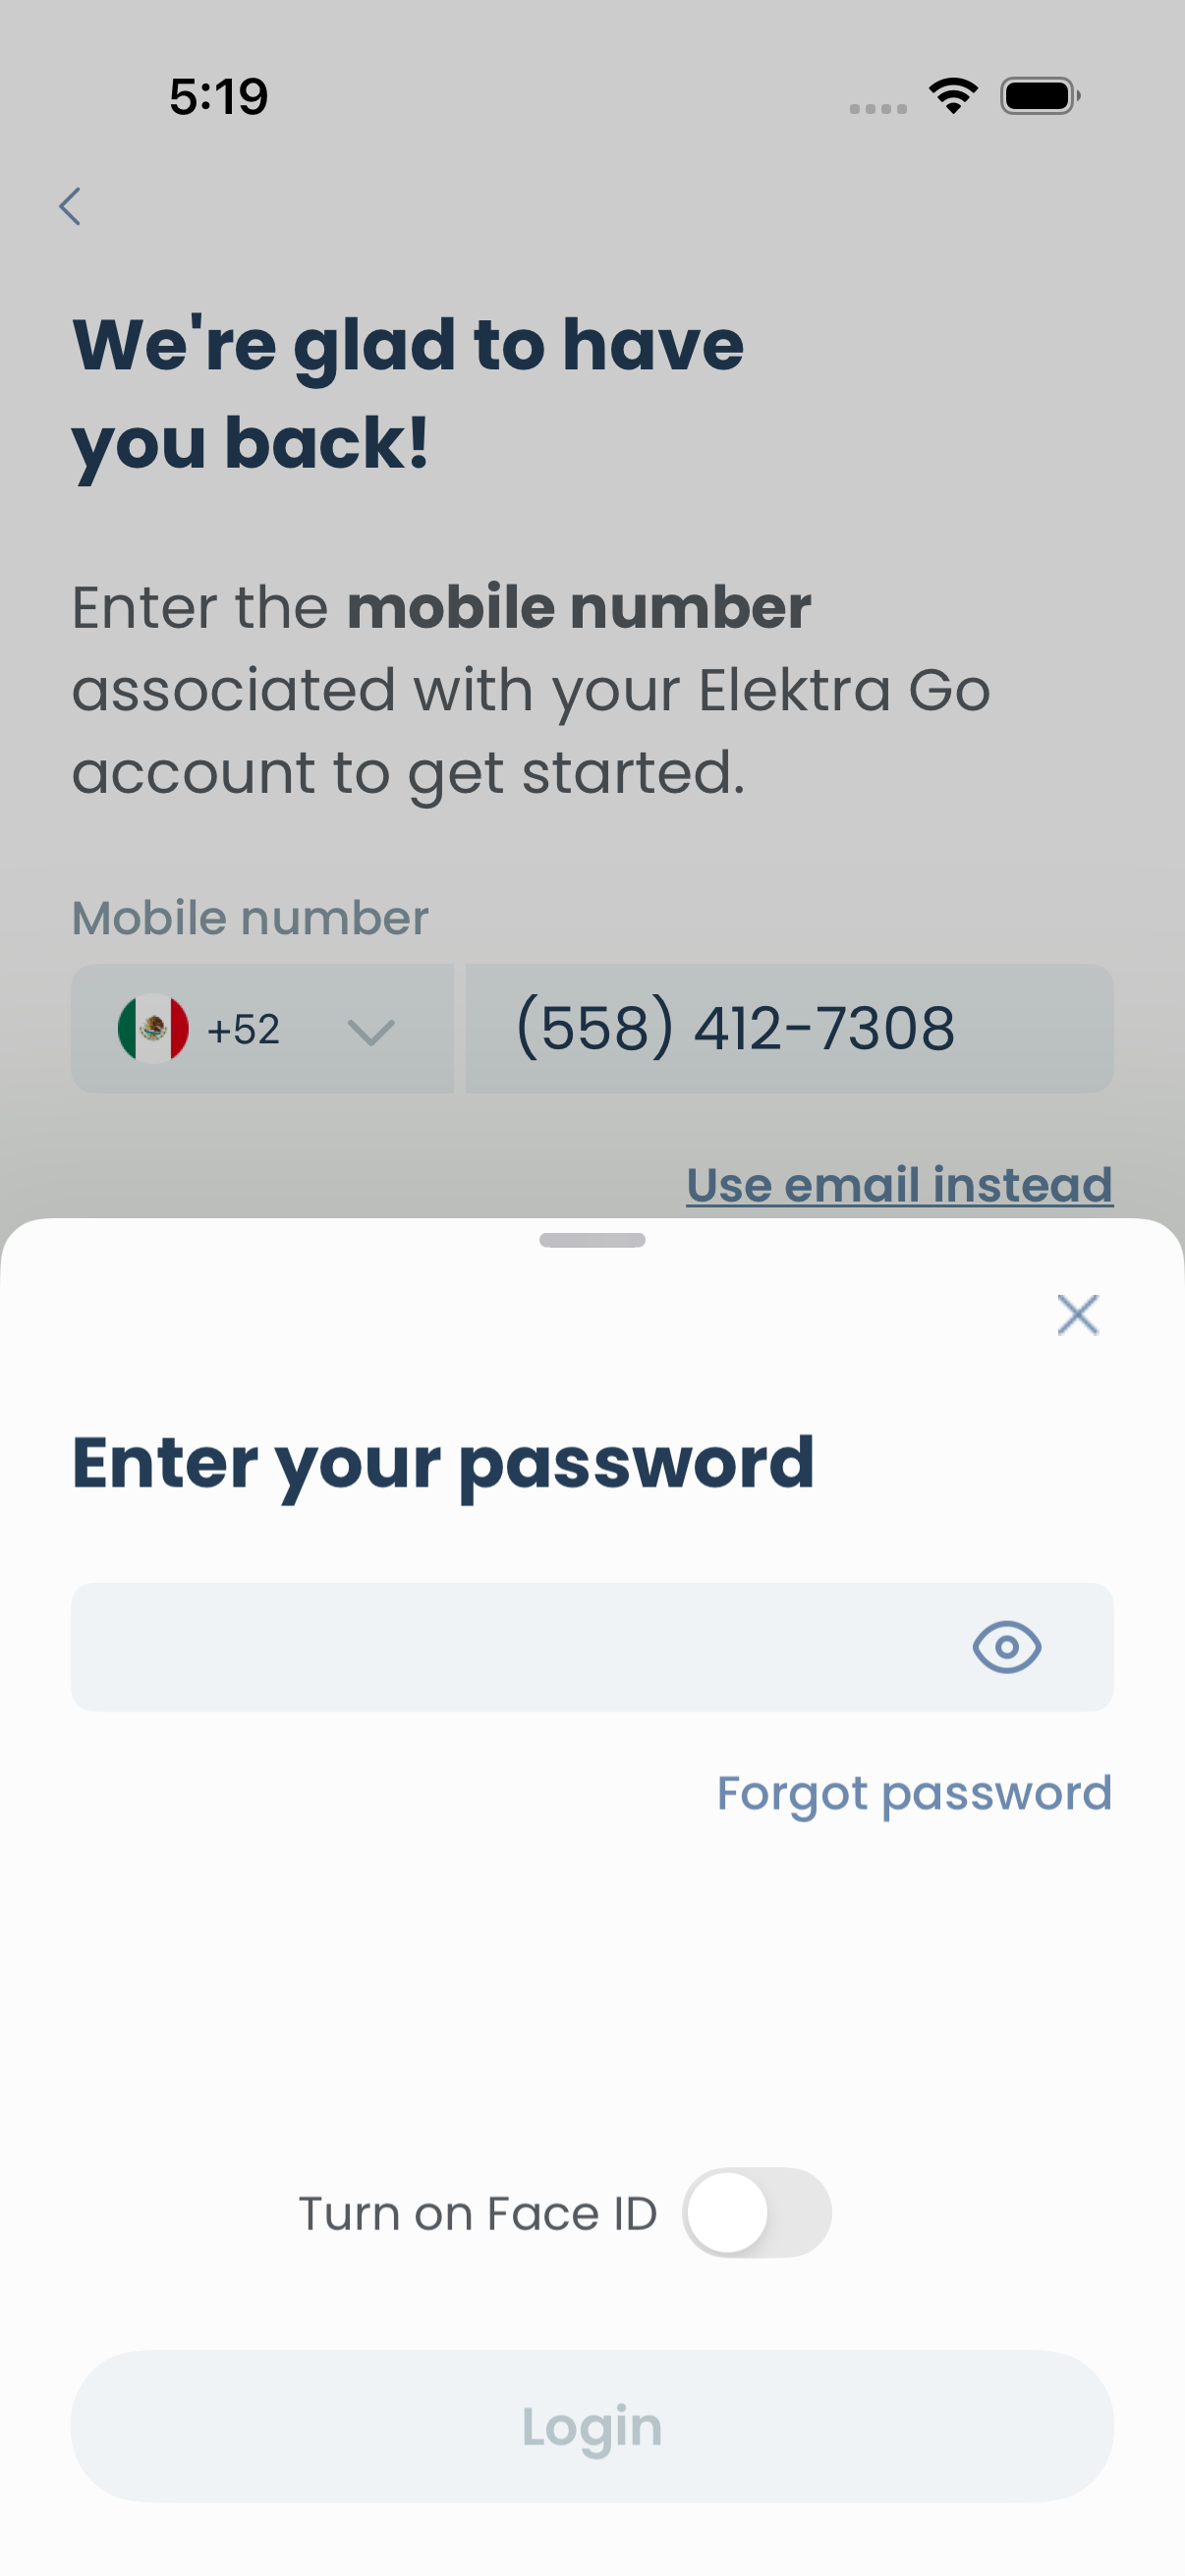 5:19
We're glad to have
you back!
Enter the mobile number
associated with your Elektra Go
account to get started.
Mobile number
+52
(558) 412-7308
Use email instead
Enter your password
Forgot password
Turn on Face ID
Login